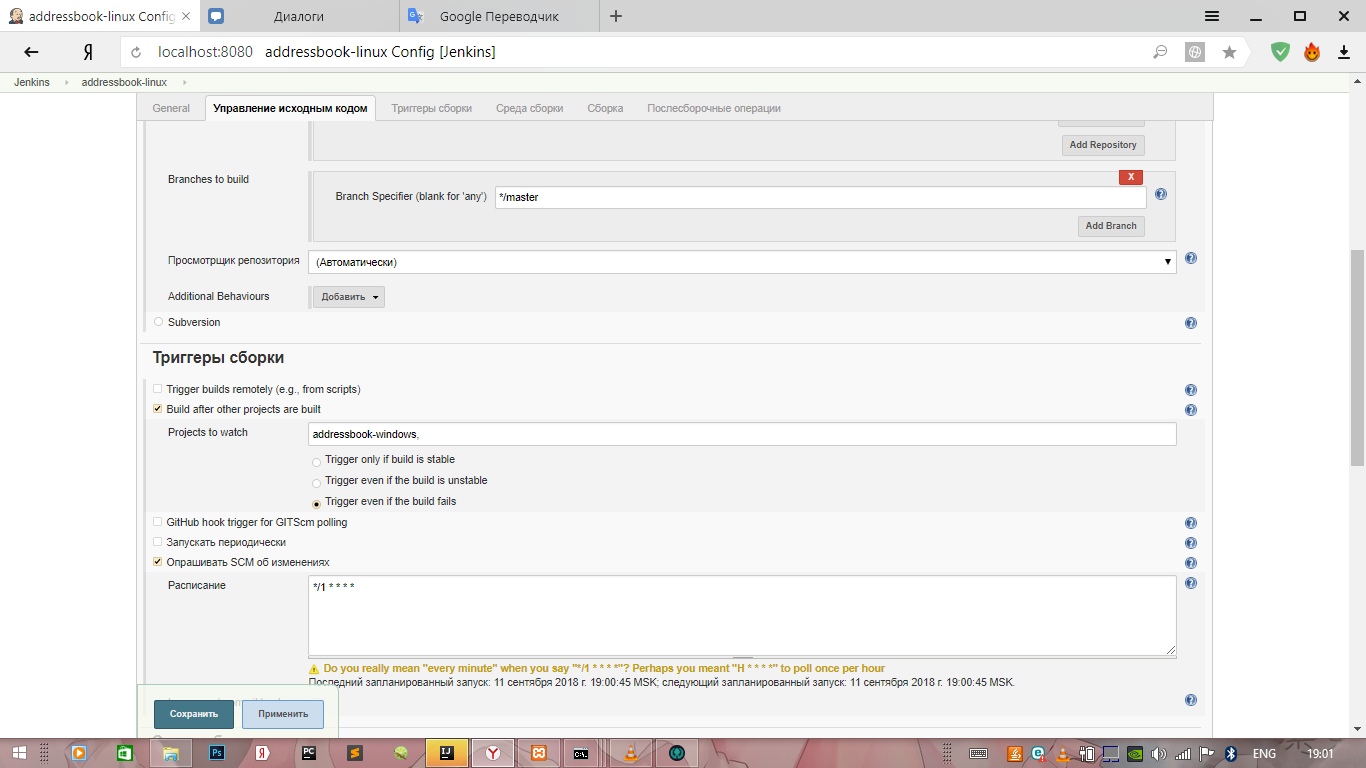 addressbook-linux Config
Диалоги
Google Переводчик
Я
localhost:8080 addressbook-linux Config [Jenkins]
Jenkins
addressbook-linux
General
Управление исходным кодом
Триггеры сборки
Среда сборки
Сборка
Послесборочные операции
Add Repository
Branches to build
X
Branch Specifier (blank for 'any')
*/master
Add Branch
Просмотрщик репозитория
(Автоматически)
Additional Behaviours
Добавить
Subversion
Триггеры сборки
Trigger builds remotely (e.g., from scripts)
Build after other projects are built
Projects to watch
addressbook-windows,
Trigger only if build is stable
Trigger even if the build is unstable
Trigger even if the build fails
GitHub hook trigger for GITScm polling
Запускать периодически
Опрашивать SCM об изменениях
Расписание
*/1 * * * *
Do you really mean "every minute" when you say "*/1 * * * *"? Perhaps you meant "H * * * *" to poll once per hour
Последний запланированный запуск: 11 сентября 2018 г. 19:00:45 MSK; следующий запланированный запуск: 11 сентября 2018 г. 19:00:45 MSK.
Сохранить
Применить
Ps
Я
PC
IJ
Y
C:\
ENG
19:01